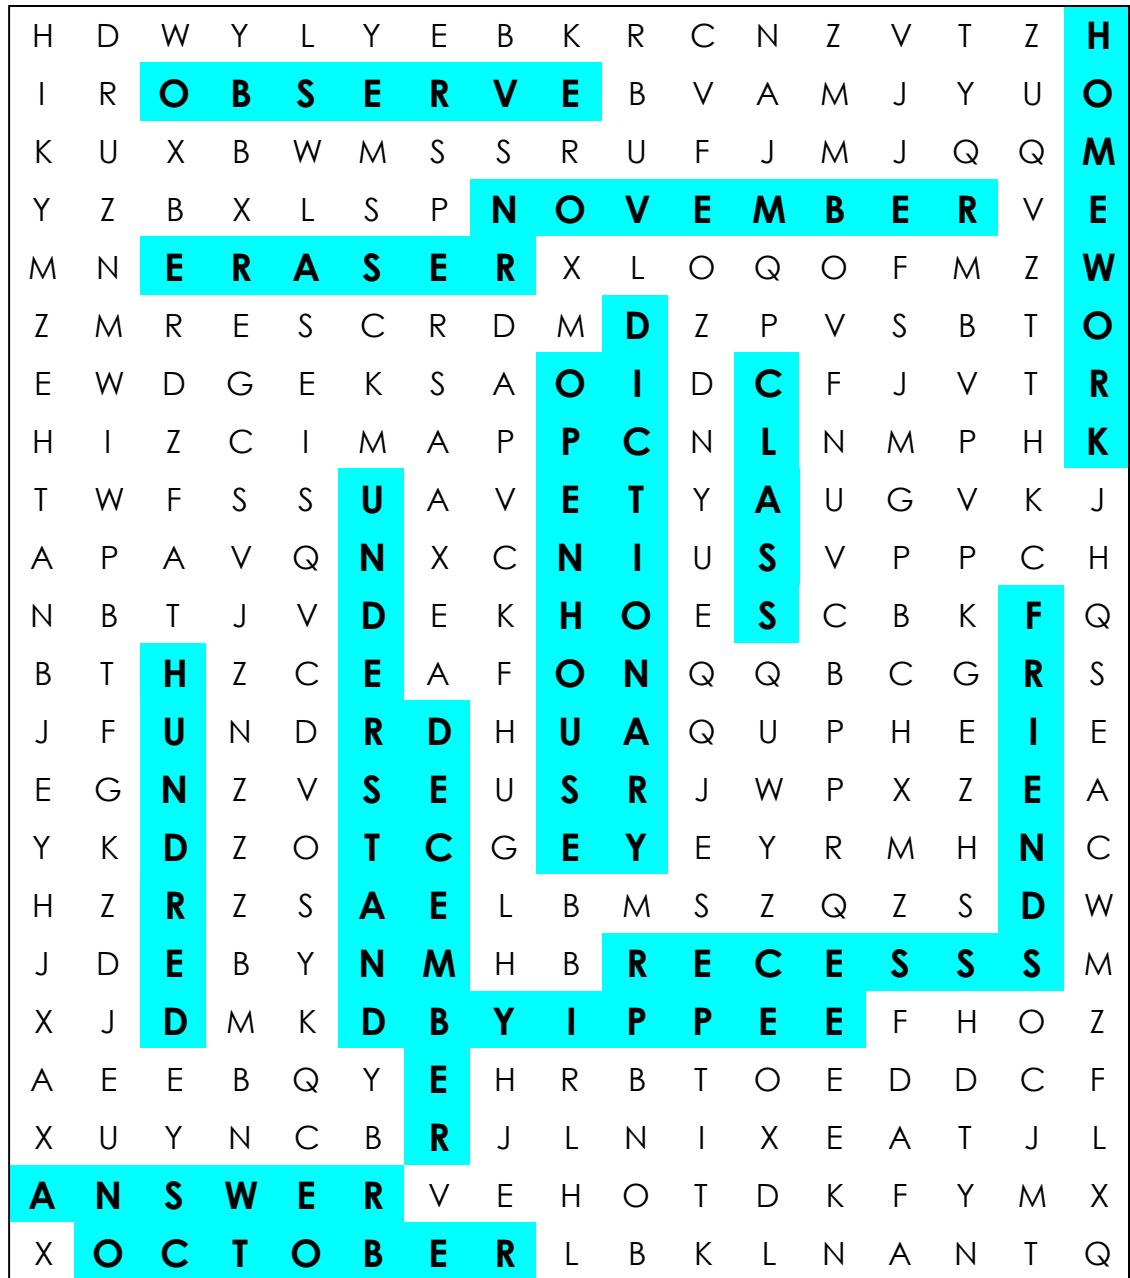 H D W Y L Y E B K R C N Z V T Z H
I R O B S E R V E B V A M J Y U O
K U X B W M S S R U F J M J Q Q M
Y Z B X L S P N O V E M B E R V E
M N E R A S E R X L O Q O F M Z W
Z M R E S C R D M D Z P V S B T O
E W D G E K S A O I D C F J V T R
H I Z C I M A P P C N L N M P H K
T W F S S U A V E T Y A U G V K J
A P A V Q N X C N I U S V P P C H
N B T J V D E K H O E S C B K F Q
B T H Z C E A F O N Q Q B C G R S
J F U N D R D H U A Q U P H E I E
E G N Z V S E U S R J W P X Z E A
Y K D Z O T C G E Y E Y R M H N C
H Z R Z S A E L B M S Z Q Z S D W
J D E B Y N M H B R E C E S S S M
X J D M K D B Y I P P E E F H O Z
A E E B Q Y E H R B T O E D D C F
X U Y N C B R J L N I X E A T J L
A N S W E R V E H O T D K F Y M X
X O C T O B E R L B K L N A N T Q